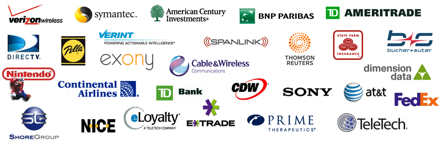 verizonwireless
symantec.
American Century
Investments®
BNP PARIBAS
TD AMERITRADE
DIRECTV.
Pella
VERINT
POWERING ACTIONABLE INTELLIGENCE®
exony
SPANLINK
Cable&Wireless
Communications
THOMSON
REUTERS
STATE FARM
INSURANCE
bucher+suter
dimension
data
Nintendo
Continental
Airlines
TD Bank
CDW
SONY
at&t
FedEx
SG
SHOREGROUP
NICE
eLoyalty
A TELETECH COMPANY
E*TRADE
PRIME
THERAPEUTICS
TELETECH